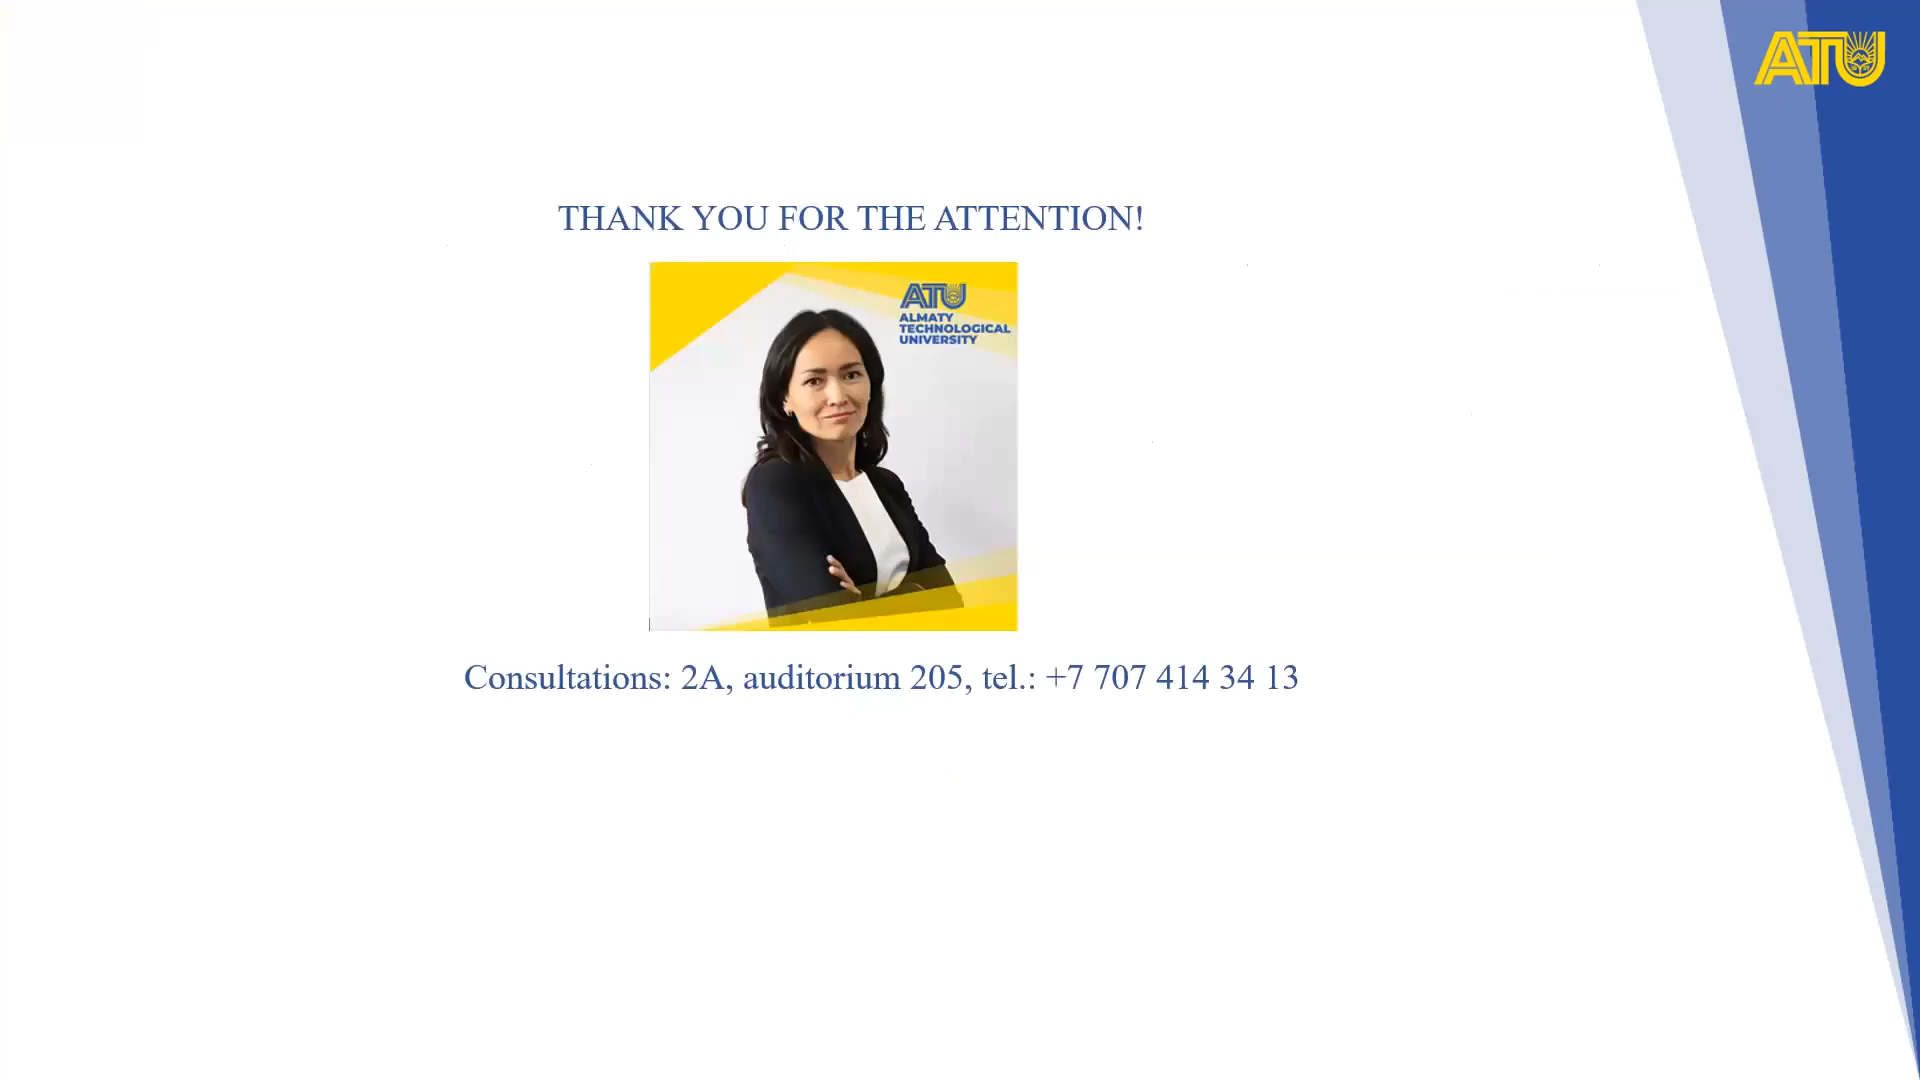 ATU
THANK YOU FOR THE ATTENTION!
ATU
ALMATY
TECHNOLOGICAL
UNIVERSITY
Consultations: 2A, auditorium 205, tel.: +7 707 414 34 13